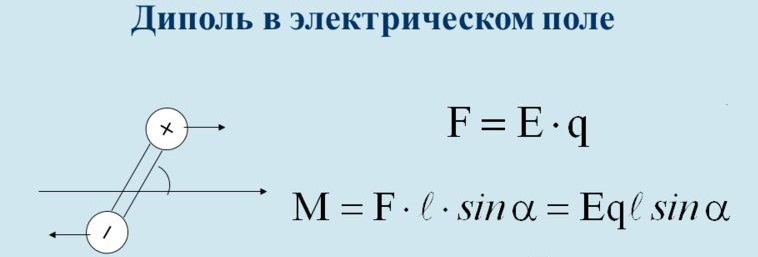 Диполь в электрическом поле
+
F = E · q
M = F · ℓ · sin α = Eqℓ sin α
−